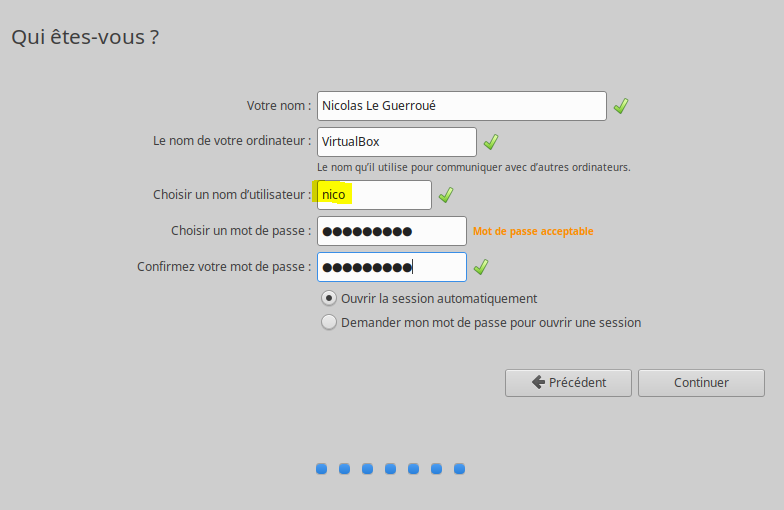 Qui êtes-vous ?
Votre nom : Nicolas Le Guerroué
Le nom de votre ordinateur : VirtualBox
Le nom qu'il utilise pour communiquer avec d'autres ordinateurs.
Choisir un nom d'utilisateur : nico
Choisir un mot de passe : ●●●●●●●●● Mot de passe acceptable
Confirmez votre mot de passe : ●●●●●●●●●
Ouvrir la session automatiquement
Demander mon mot de passe pour ouvrir une session
Précédent Continuer